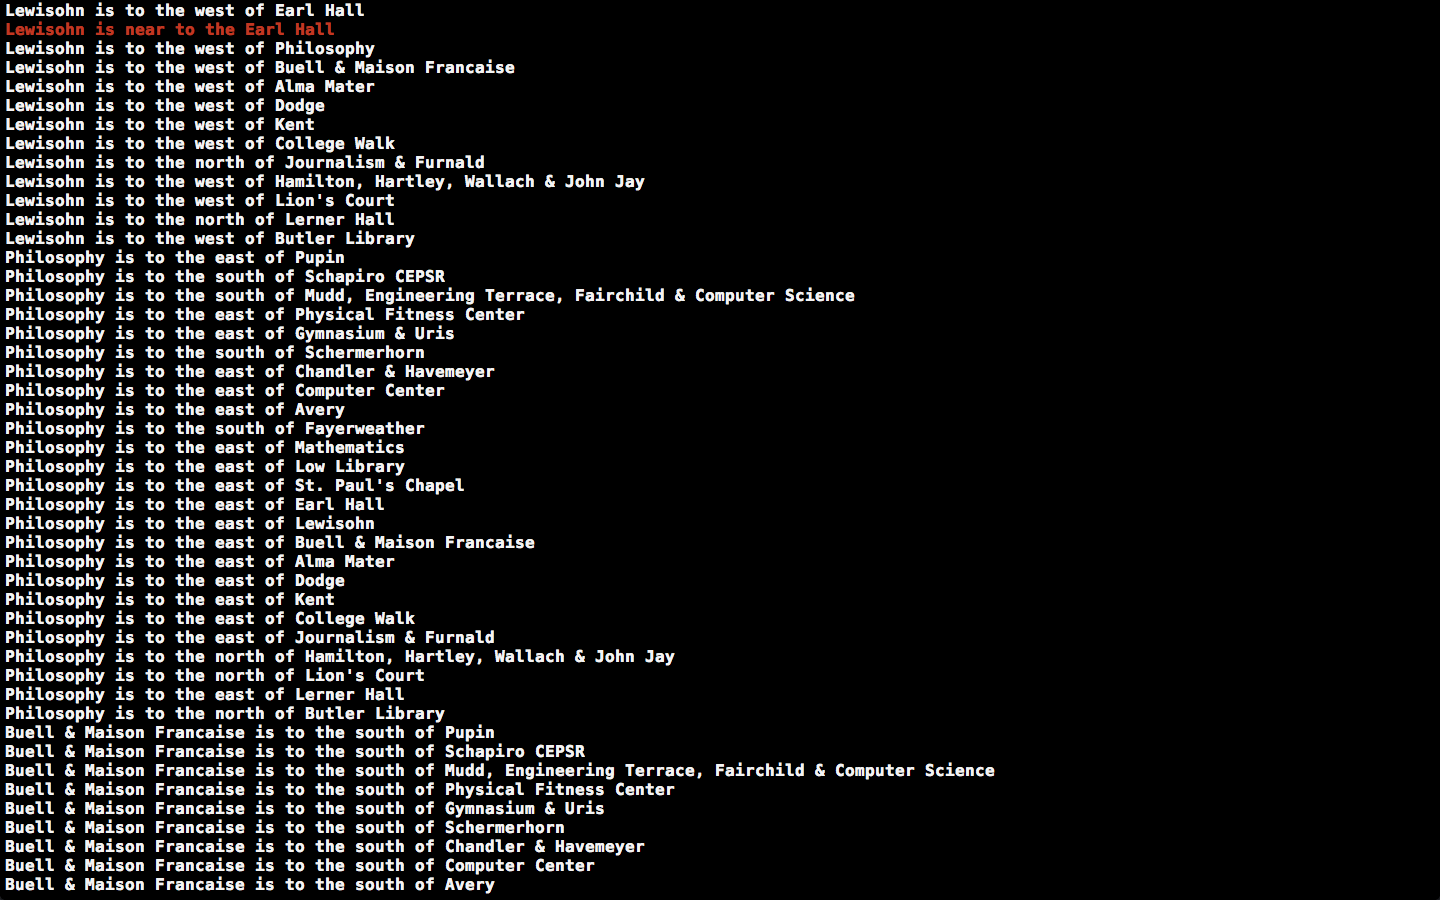 Lewisohn is to the west of Earl Hall
Lewisohn is near to the Earl Hall
Lewisohn is to the west of Philosophy
Lewisohn is to the west of Buell & Maison Francaise
Lewisohn is to the west of Alma Mater
Lewisohn is to the west of Dodge
Lewisohn is to the west of Kent
Lewisohn is to the west of College Walk
Lewisohn is to the north of Journalism & Furnald
Lewisohn is to the west of Hamilton, Hartley, Wallach & John Jay
Lewisohn is to the west of Lion's Court
Lewisohn is to the north of Lerner Hall
Lewisohn is to the west of Butler Library
Philosophy is to the east of Pupin
Philosophy is to the south of Schapiro CEPSR
Philosophy is to the south of Mudd, Engineering Terrace, Fairchild & Computer Science
Philosophy is to the east of Physical Fitness Center
Philosophy is to the east of Gymnasium & Uris
Philosophy is to the south of Schermerhorn
Philosophy is to the east of Chandler & Havemeyer
Philosophy is to the east of Computer Center
Philosophy is to the east of Avery
Philosophy is to the south of Fayerweather
Philosophy is to the east of Mathematics
Philosophy is to the east of Low Library
Philosophy is to the east of St. Paul's Chapel
Philosophy is to the east of Earl Hall
Philosophy is to the east of Lewisohn
Philosophy is to the east of Buell & Maison Francaise
Philosophy is to the east of Alma Mater
Philosophy is to the east of Dodge
Philosophy is to the east of Kent
Philosophy is to the east of College Walk
Philosophy is to the east of Journalism & Furnald
Philosophy is to the north of Hamilton, Hartley, Wallach & John Jay
Philosophy is to the north of Lion's Court
Philosophy is to the east of Lerner Hall
Philosophy is to the north of Butler Library
Buell & Maison Francaise is to the south of Pupin
Buell & Maison Francaise is to the south of Schapiro CEPSR
Buell & Maison Francaise is to the south of Mudd, Engineering Terrace, Fairchild & Computer Science
Buell & Maison Francaise is to the south of Physical Fitness Center
Buell & Maison Francaise is to the south of Gymnasium & Uris
Buell & Maison Francaise is to the south of Schermerhorn
Buell & Maison Francaise is to the south of Chandler & Havemeyer
Buell & Maison Francaise is to the south of Computer Center
Buell & Maison Francaise is to the south of Avery